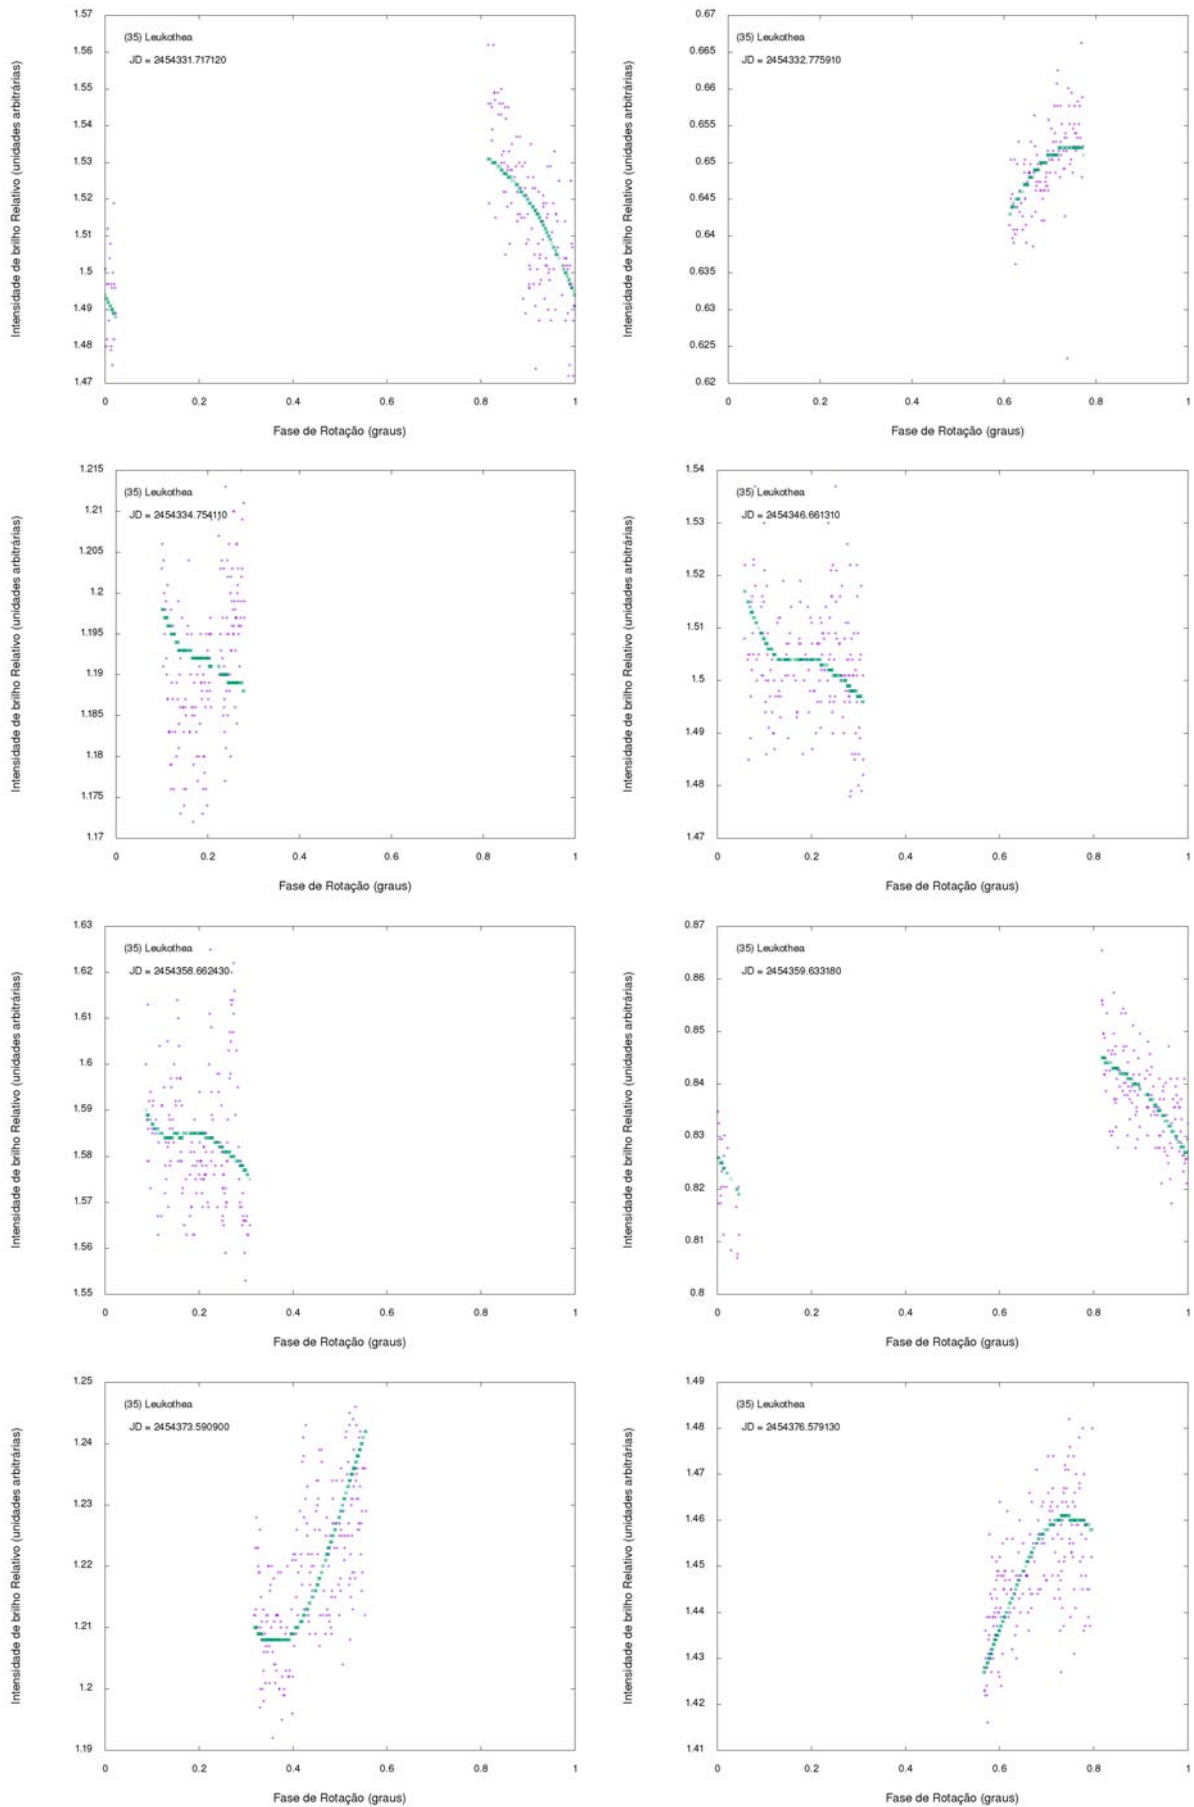 1.57
1.56
1.55
1.54
1.53
1.52
1.51
1.5
1.49
1.48
1.47
(35) Leukothea
JD = 2454331.717120
0 0.2 0.4 0.6 0.8 1
Fase de Rotação (graus)
Intensidade de brilho Relativo (unidades arbitrárias)
0.67
0.665
0.66
0.655
0.65
0.645
0.64
0.635
0.63
0.625
0.62
(35) Leukothea
JD = 2454332.775910
0 0.2 0.4 0.6 0.8 1
Fase de Rotação (graus)
Intensidade de brilho Relativo (unidades arbitrárias)
1.215
1.21
1.205
1.2
1.195
1.19
1.185
1.18
1.175
1.17
(35) Leukothea
JD = 2454334.754110
0 0.2 0.4 0.6 0.8 1
Fase de Rotação (graus)
Intensidade de brilho Relativo (unidades arbitrárias)
1.54
1.53
1.52
1.51
1.5
1.49
1.48
1.47
(35) Leukothea
JD = 2454346.661310
0 0.2 0.4 0.6 0.8 1
Fase de Rotação (graus)
Intensidade de brilho Relativo (unidades arbitrárias)
1.63
1.62
1.61
1.6
1.59
1.58
1.57
1.56
1.55
(35) Leukothea
JD = 2454358.662430
0 0.2 0.4 0.6 0.8 1
Fase de Rotação (graus)
Intensidade de brilho Relativo (unidades arbitrárias)
0.87
0.86
0.85
0.84
0.83
0.82
0.81
0.8
(35) Leukothea
JD = 2454359.633180
0 0.2 0.4 0.6 0.8 1
Fase de Rotação (graus)
Intensidade de brilho Relativo (unidades arbitrárias)
1.25
1.24
1.23
1.22
1.21
1.2
1.19
(35) Leukothea
JD = 2454373.590900
0 0.2 0.4 0.6 0.8 1
Fase de Rotação (graus)
Intensidade de brilho Relativo (unidades arbitrárias)
1.49
1.48
1.47
1.46
1.45
1.44
1.43
1.42
1.41
(35) Leukothea
JD = 2454376.579130
0 0.2 0.4 0.6 0.8 1
Fase de Rotação (graus)
Intensidade de brilho Relativo (unidades arbitrárias)